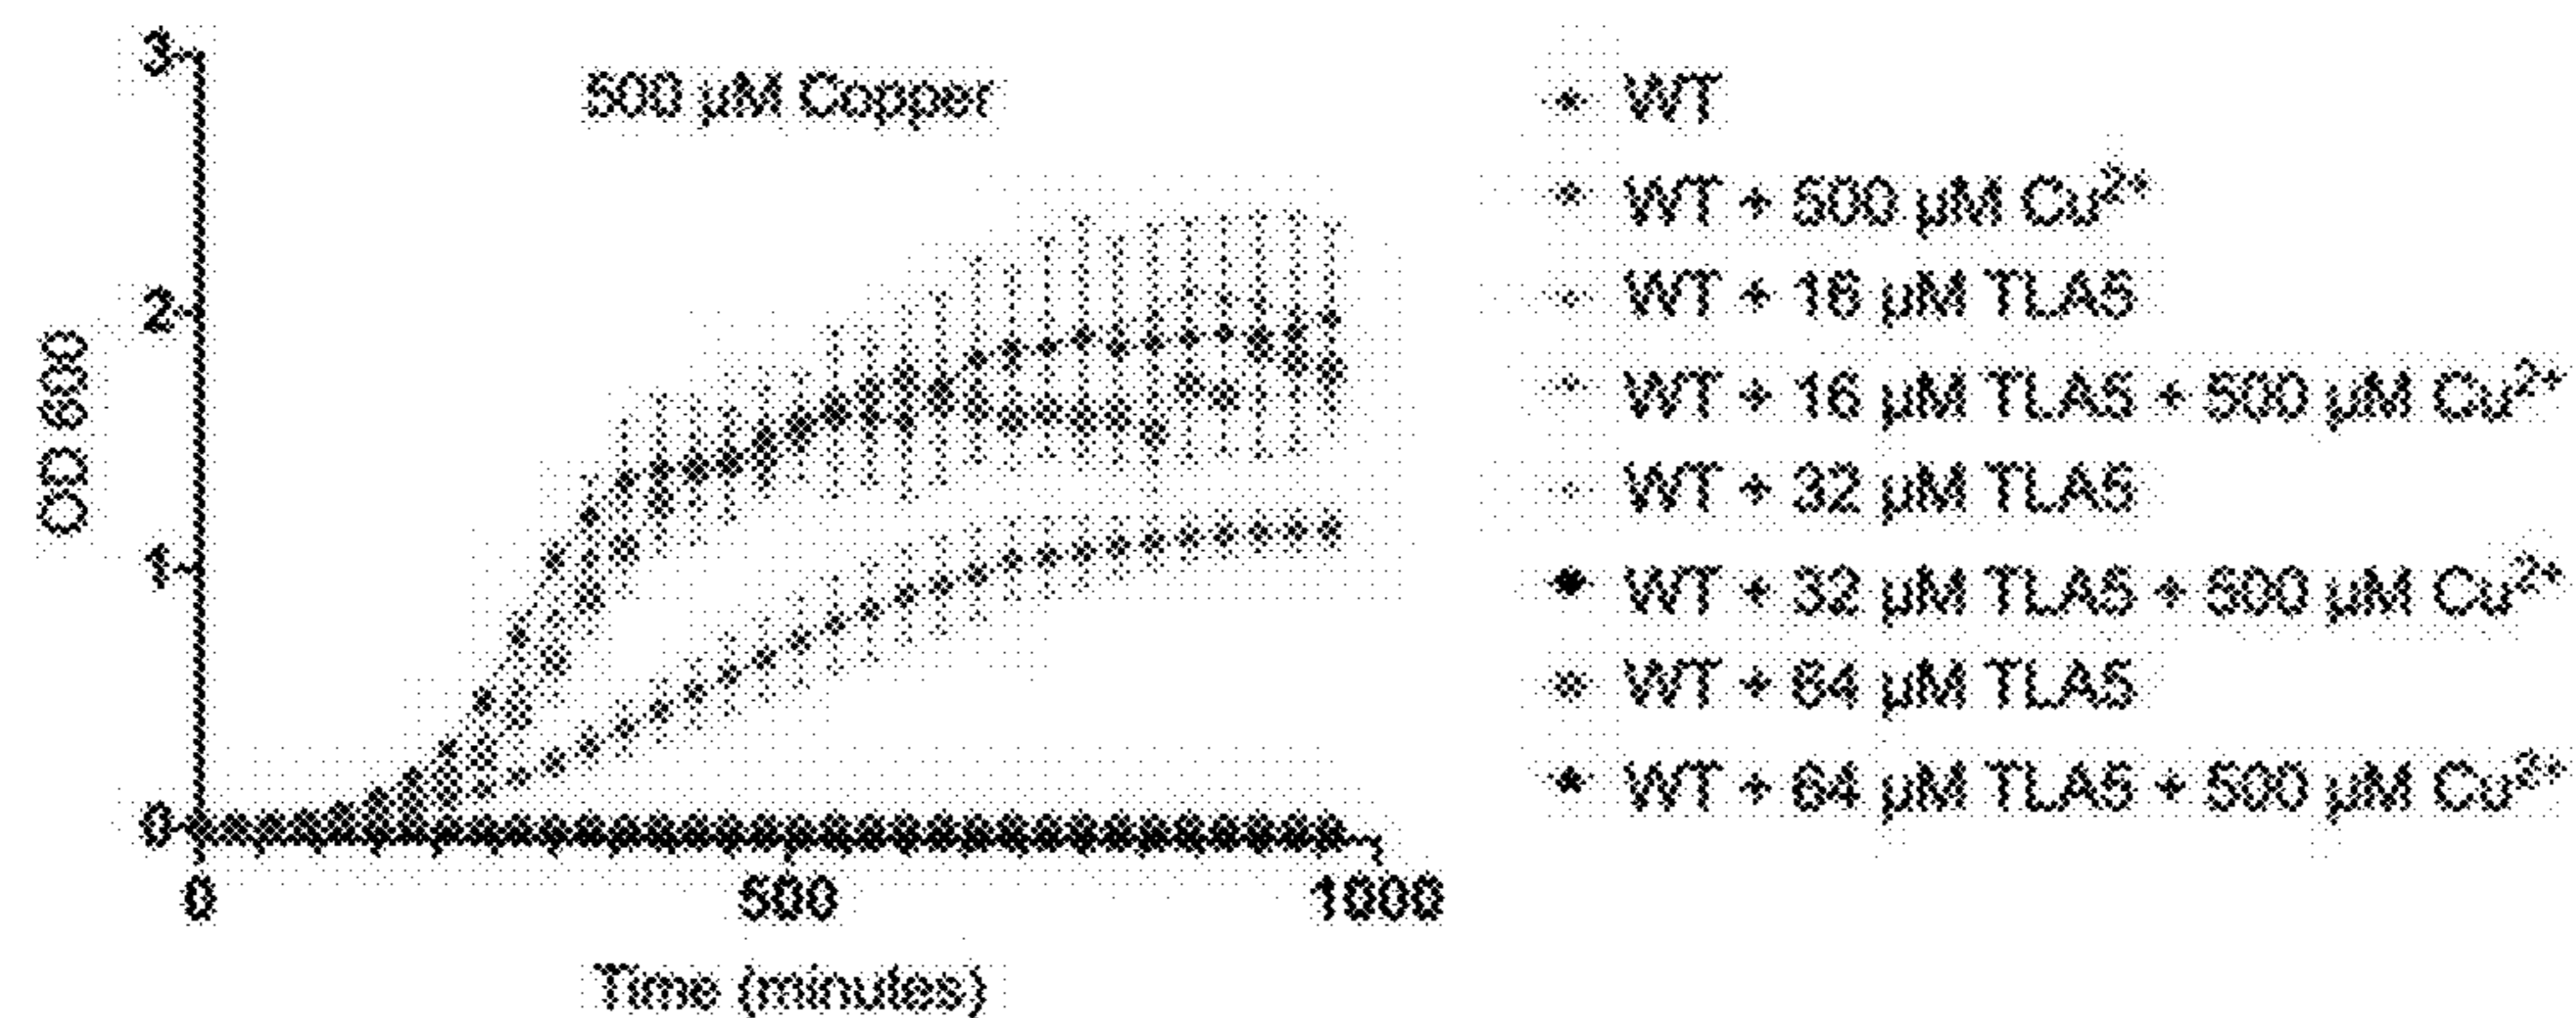 500 µM Copper
3
2
1
0
OD 600
0
500
1000
Time (minutes)
WT
WT + 500 µM Cu²⁺
WT + 16 µM TLA5
WT + 16 µM TLA5 + 500 µM Cu²⁺
WT + 32 µM TLA5
WT + 32 µM TLA5 + 500 µM Cu²⁺
WT + 64 µM TLA5
WT + 64 µM TLA5 + 500 µM Cu²⁺